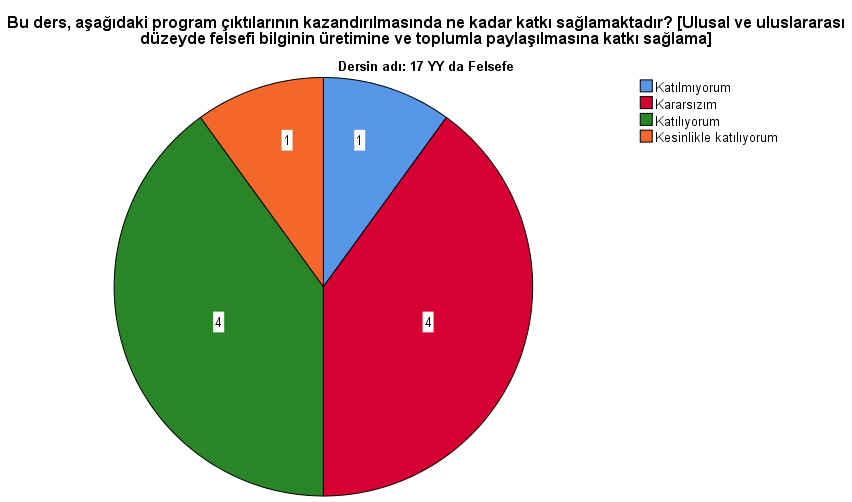 Bu ders, aşağıdaki program çıktılarının kazandırılmasında ne kadar katkı sağlamaktadır? [Ulusal ve uluslararası
düzeyde felsefi bilginin üretimine ve toplumla paylaşılmasına katkı sağlama]
Dersin adı: 17 YY da Felsefe
Katılmıyorum
Kararsızım
Katılıyorum
Kesinlikle katılıyorum
1
1
4
4